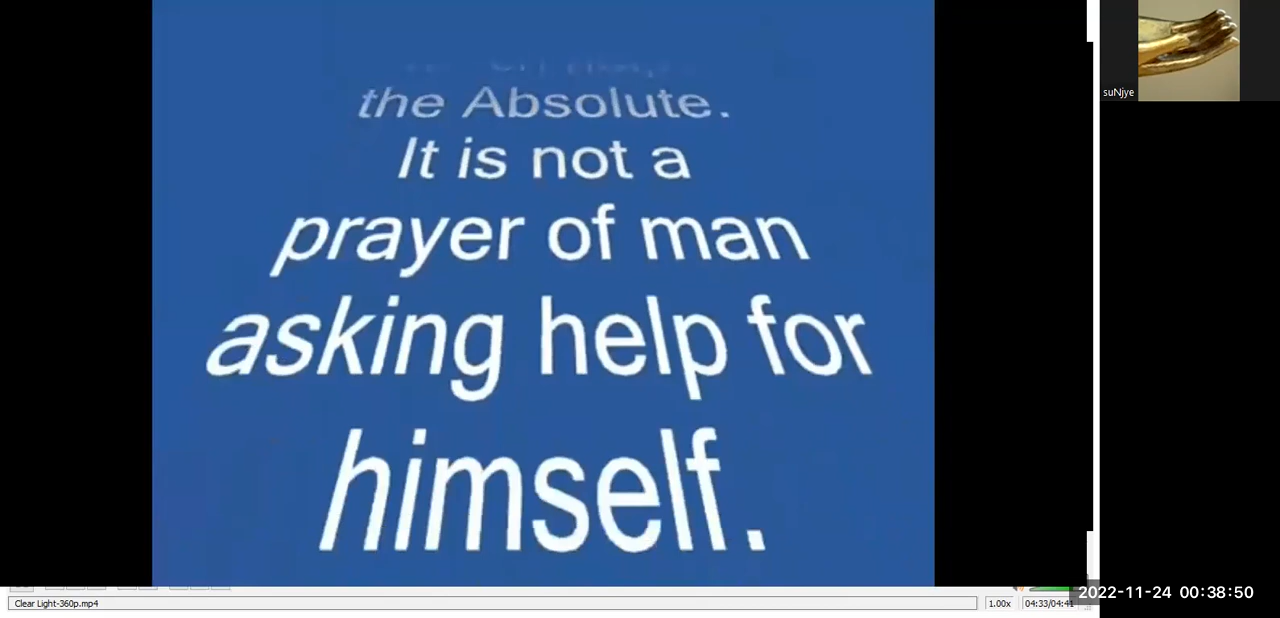 the Absolute.
It is not a
prayer of man
asking help for
himself.
suNjye
Clear Light-360p.mp4
1.00x
04:33/04:41
2022-11-24 00:38:50